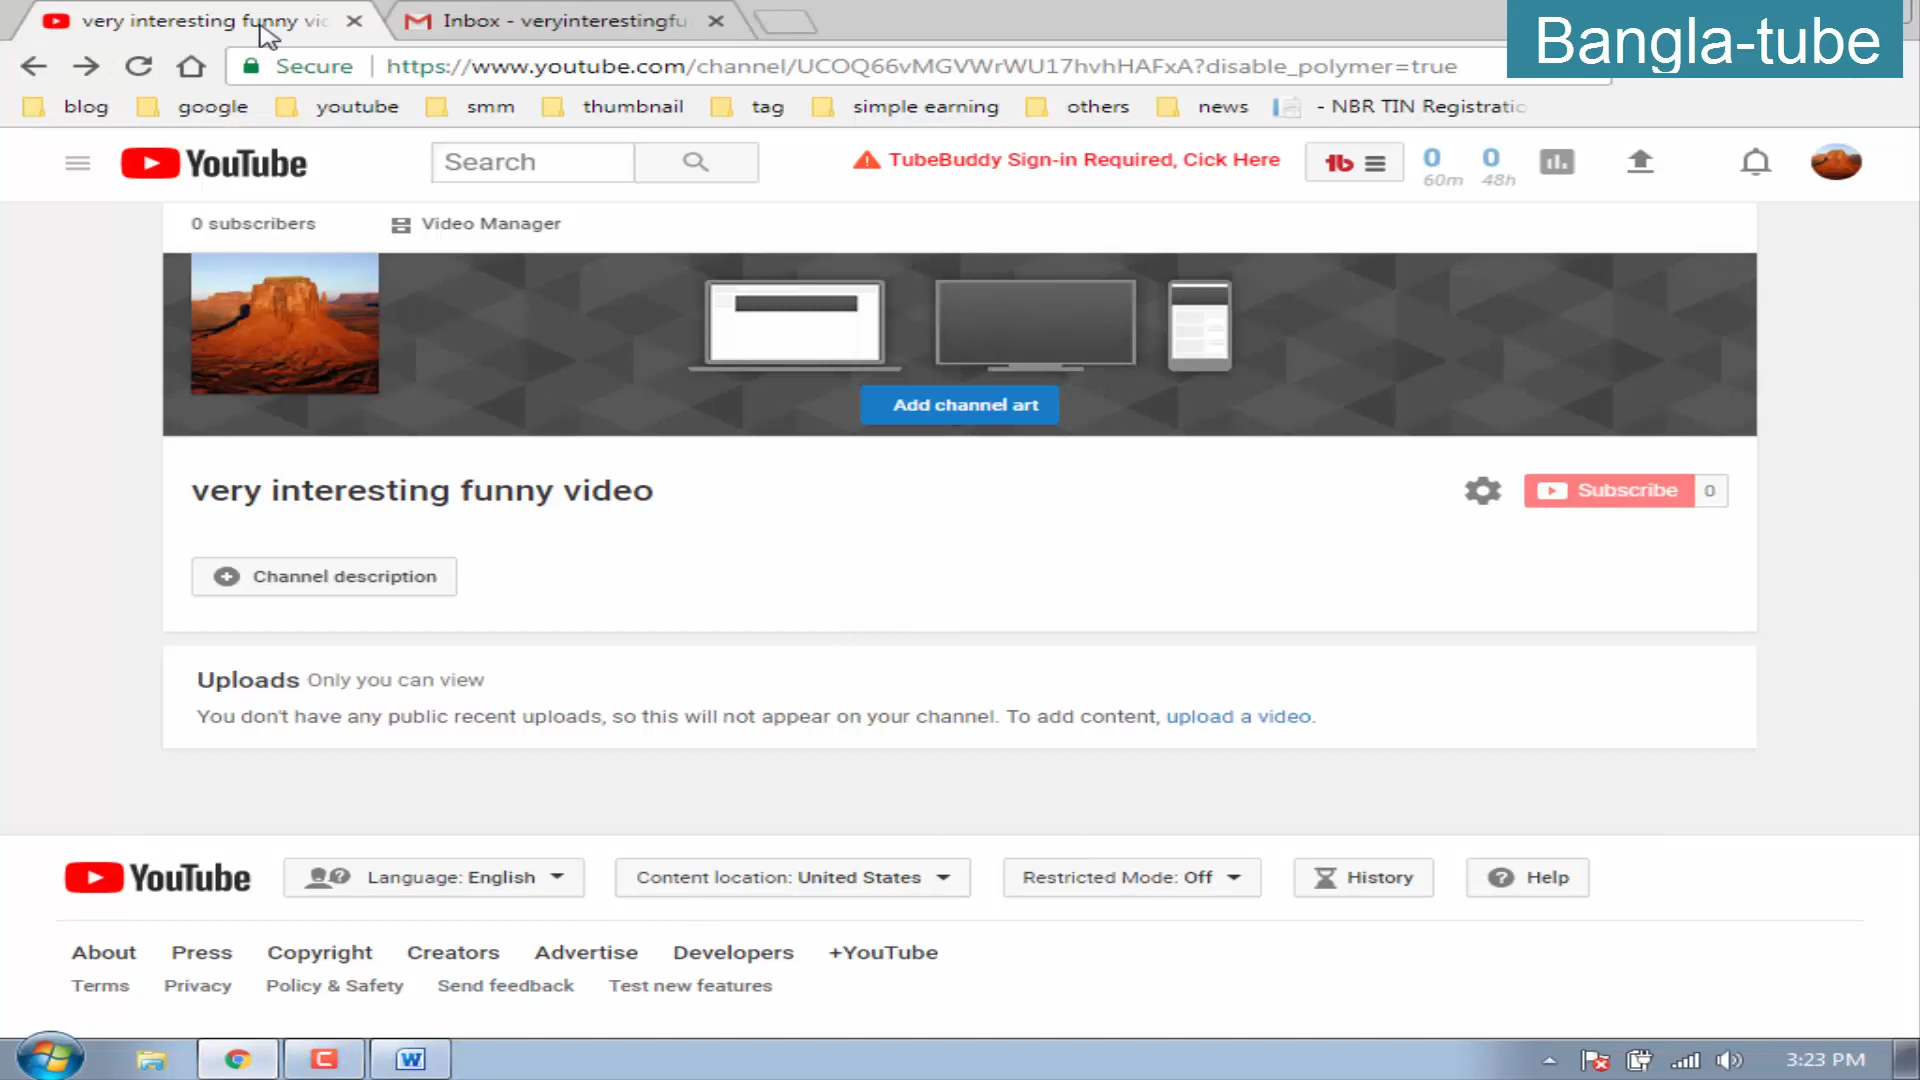 very interesting funny vic
Inbox - veryinterestingfu
Bangla-tube
Secure
https://www.youtube.com/channel/UCOQ66vMGVWrWU17hvhHAFxA?disable_polymer=true
blog google youtube smm thumbnail tag simple earning others news - NBR TIN Registratio
YouTube
Search
TubeBuddy Sign-in Required, Cick Here
0 60m
0 48h
0 subscribers
Video Manager
Add channel art
very interesting funny video
Subscribe 0
Channel description
Uploads Only you can view
You don't have any public recent uploads, so this will not appear on your channel. To add content, upload a video.
YouTube
Language: English
Content location: United States
Restricted Mode: Off
History
Help
About Press Copyright Creators Advertise Developers +YouTube
Terms Privacy Policy & Safety Send feedback Test new features
3:23 PM